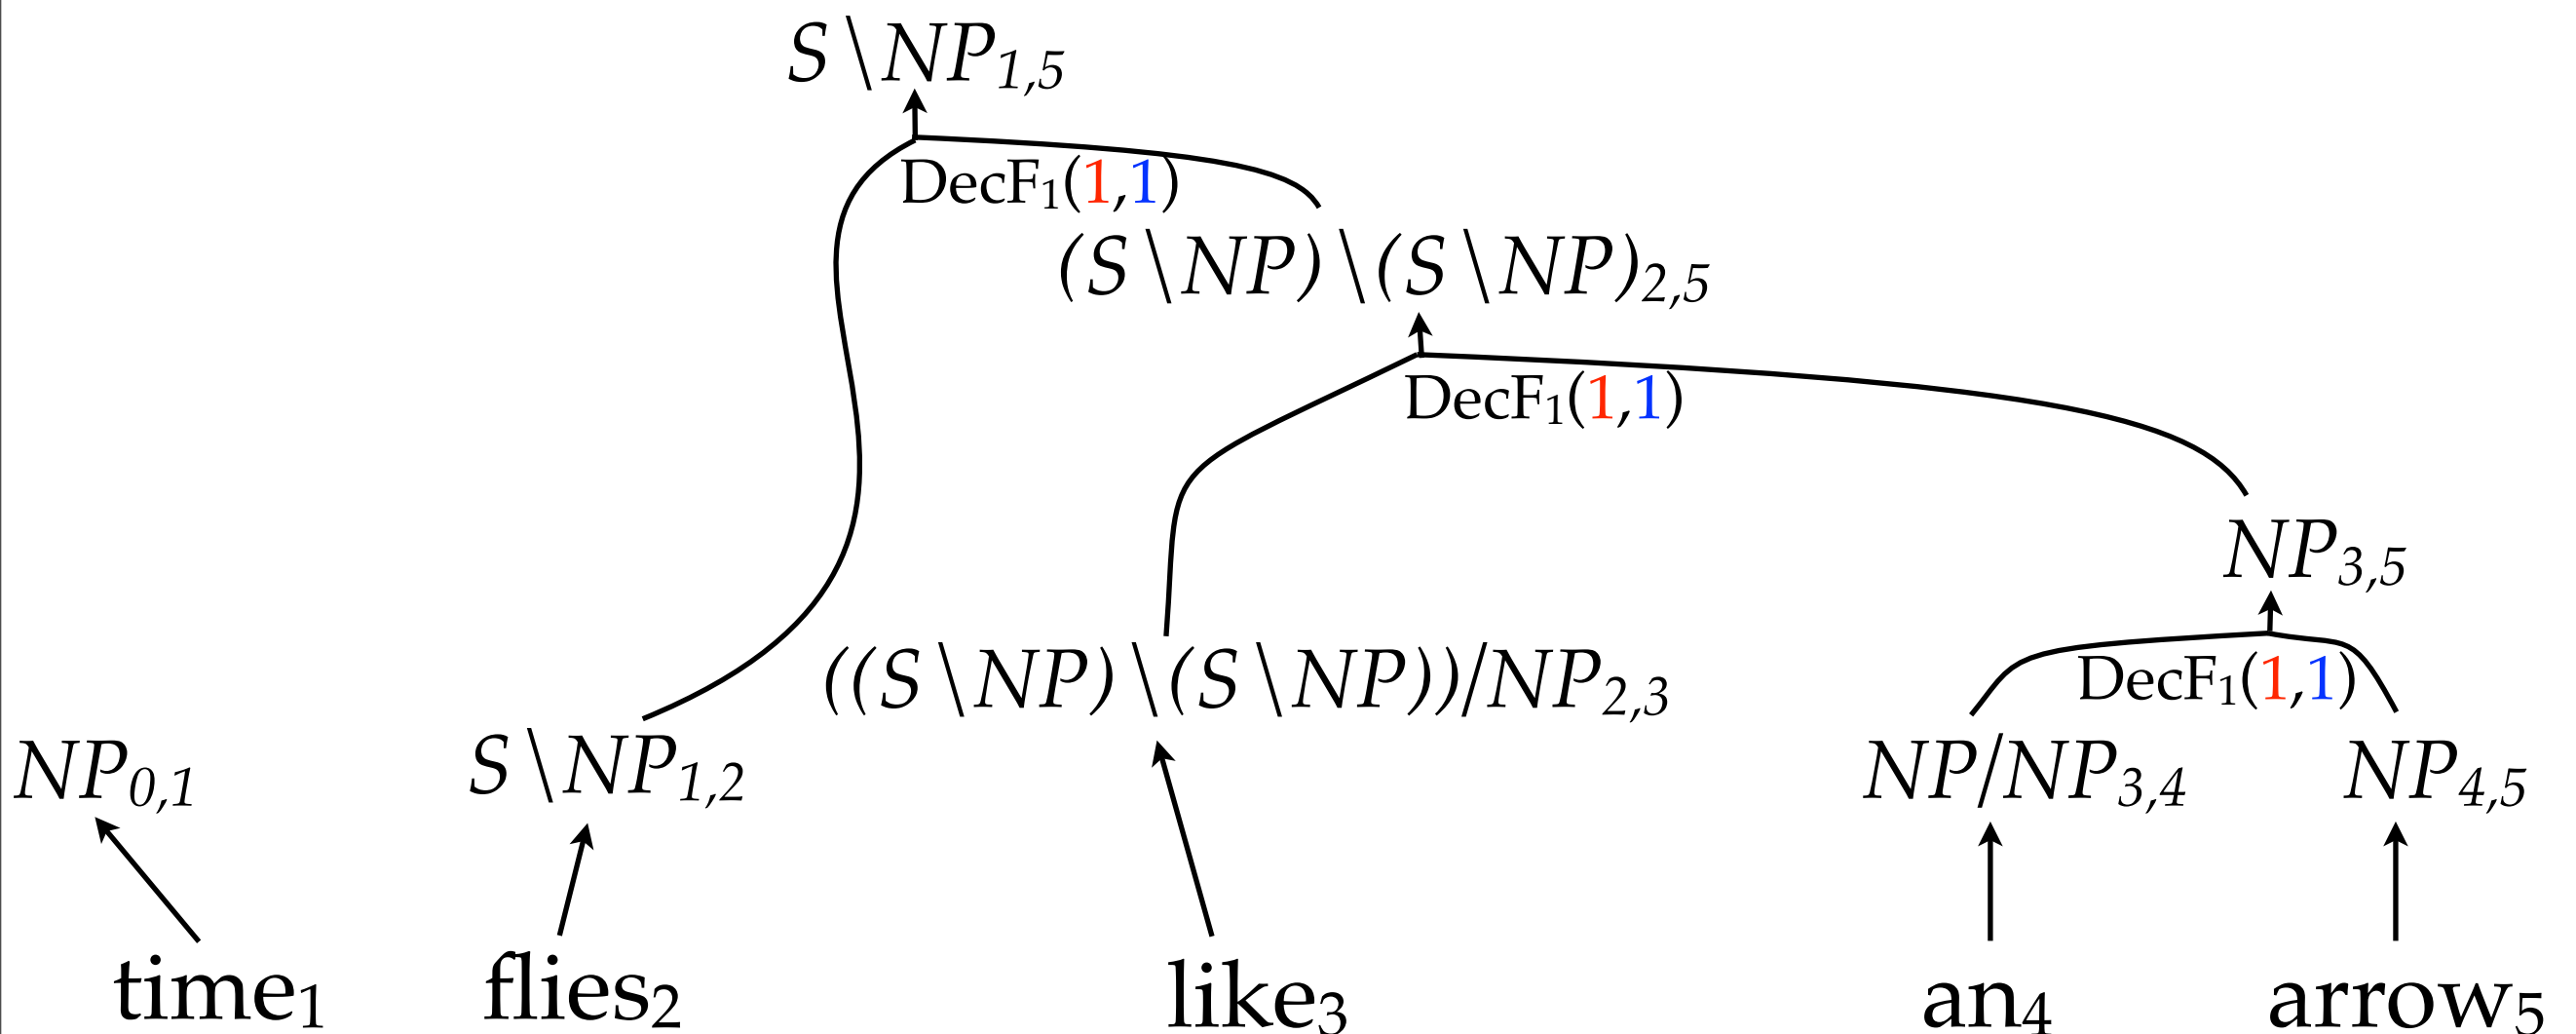 S\NP1,5
DecF1(1,1)
(S\NP)\(S\NP)2,5
DecF1(1,1)
NP3,5
((S\NP)\(S\NP))/NP2,3
DecF1(1,1)
NP0,1 S\NP1,2 NP/NP3,4 NP4,5
time1 flies2 like3 an4 arrow5